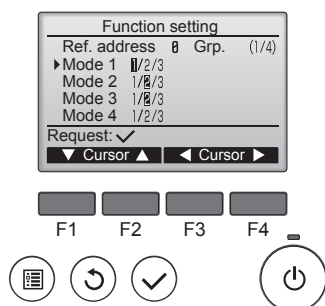 Function setting
Ref. address 0 Grp. (1/4)
▶Mode 1 1/2/3
Mode 2 1/2/3
Mode 3 1/2/3
Mode 4 1/2/3
Request: ✓
▼ Cursor ▲ ◀ Cursor ▶
F1 F2 F3 F4